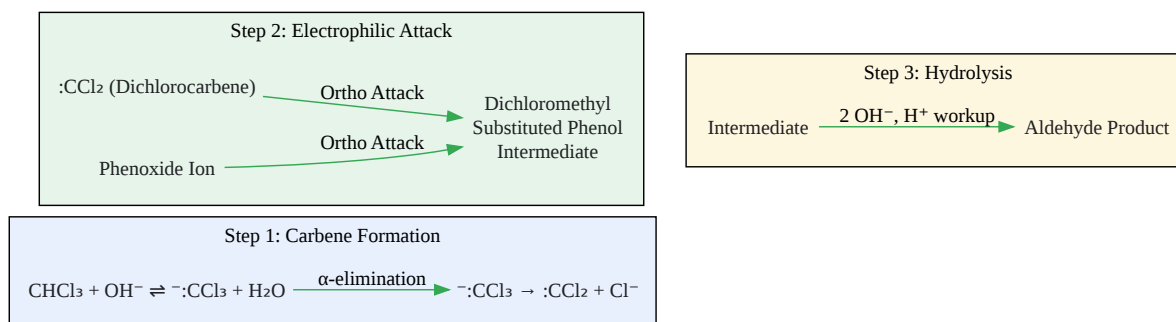 Step 2: Electrophilic Attack
:CCl₂ (Dichlorocarbene)
Ortho Attack
Dichloromethyl
Substituted Phenol
Intermediate
Ortho Attack
Phenoxide Ion
Step 3: Hydrolysis
Intermediate
2 OH⁻, H⁺ workup
Aldehyde Product
Step 1: Carbene Formation
CHCl₃ + OH⁻ ⇌ ⁻:CCl₃ + H₂O
α-elimination
⁻:CCl₃ → :CCl₂ + Cl⁻